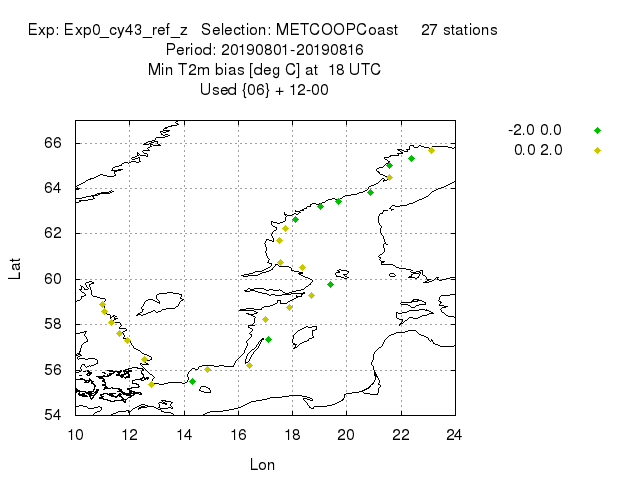 Exp: Exp0_cy43_ref_z Selection: METCOOPCoast 27 stations
Period: 20190801-20190816
Min T2m bias [deg C] at 18 UTC
Used {06} + 12-00
-2.0 0.0
0.0 2.0
66
64
62
60
58
56
54
Lat
10 12 14 16 18 20 22 24
Lon